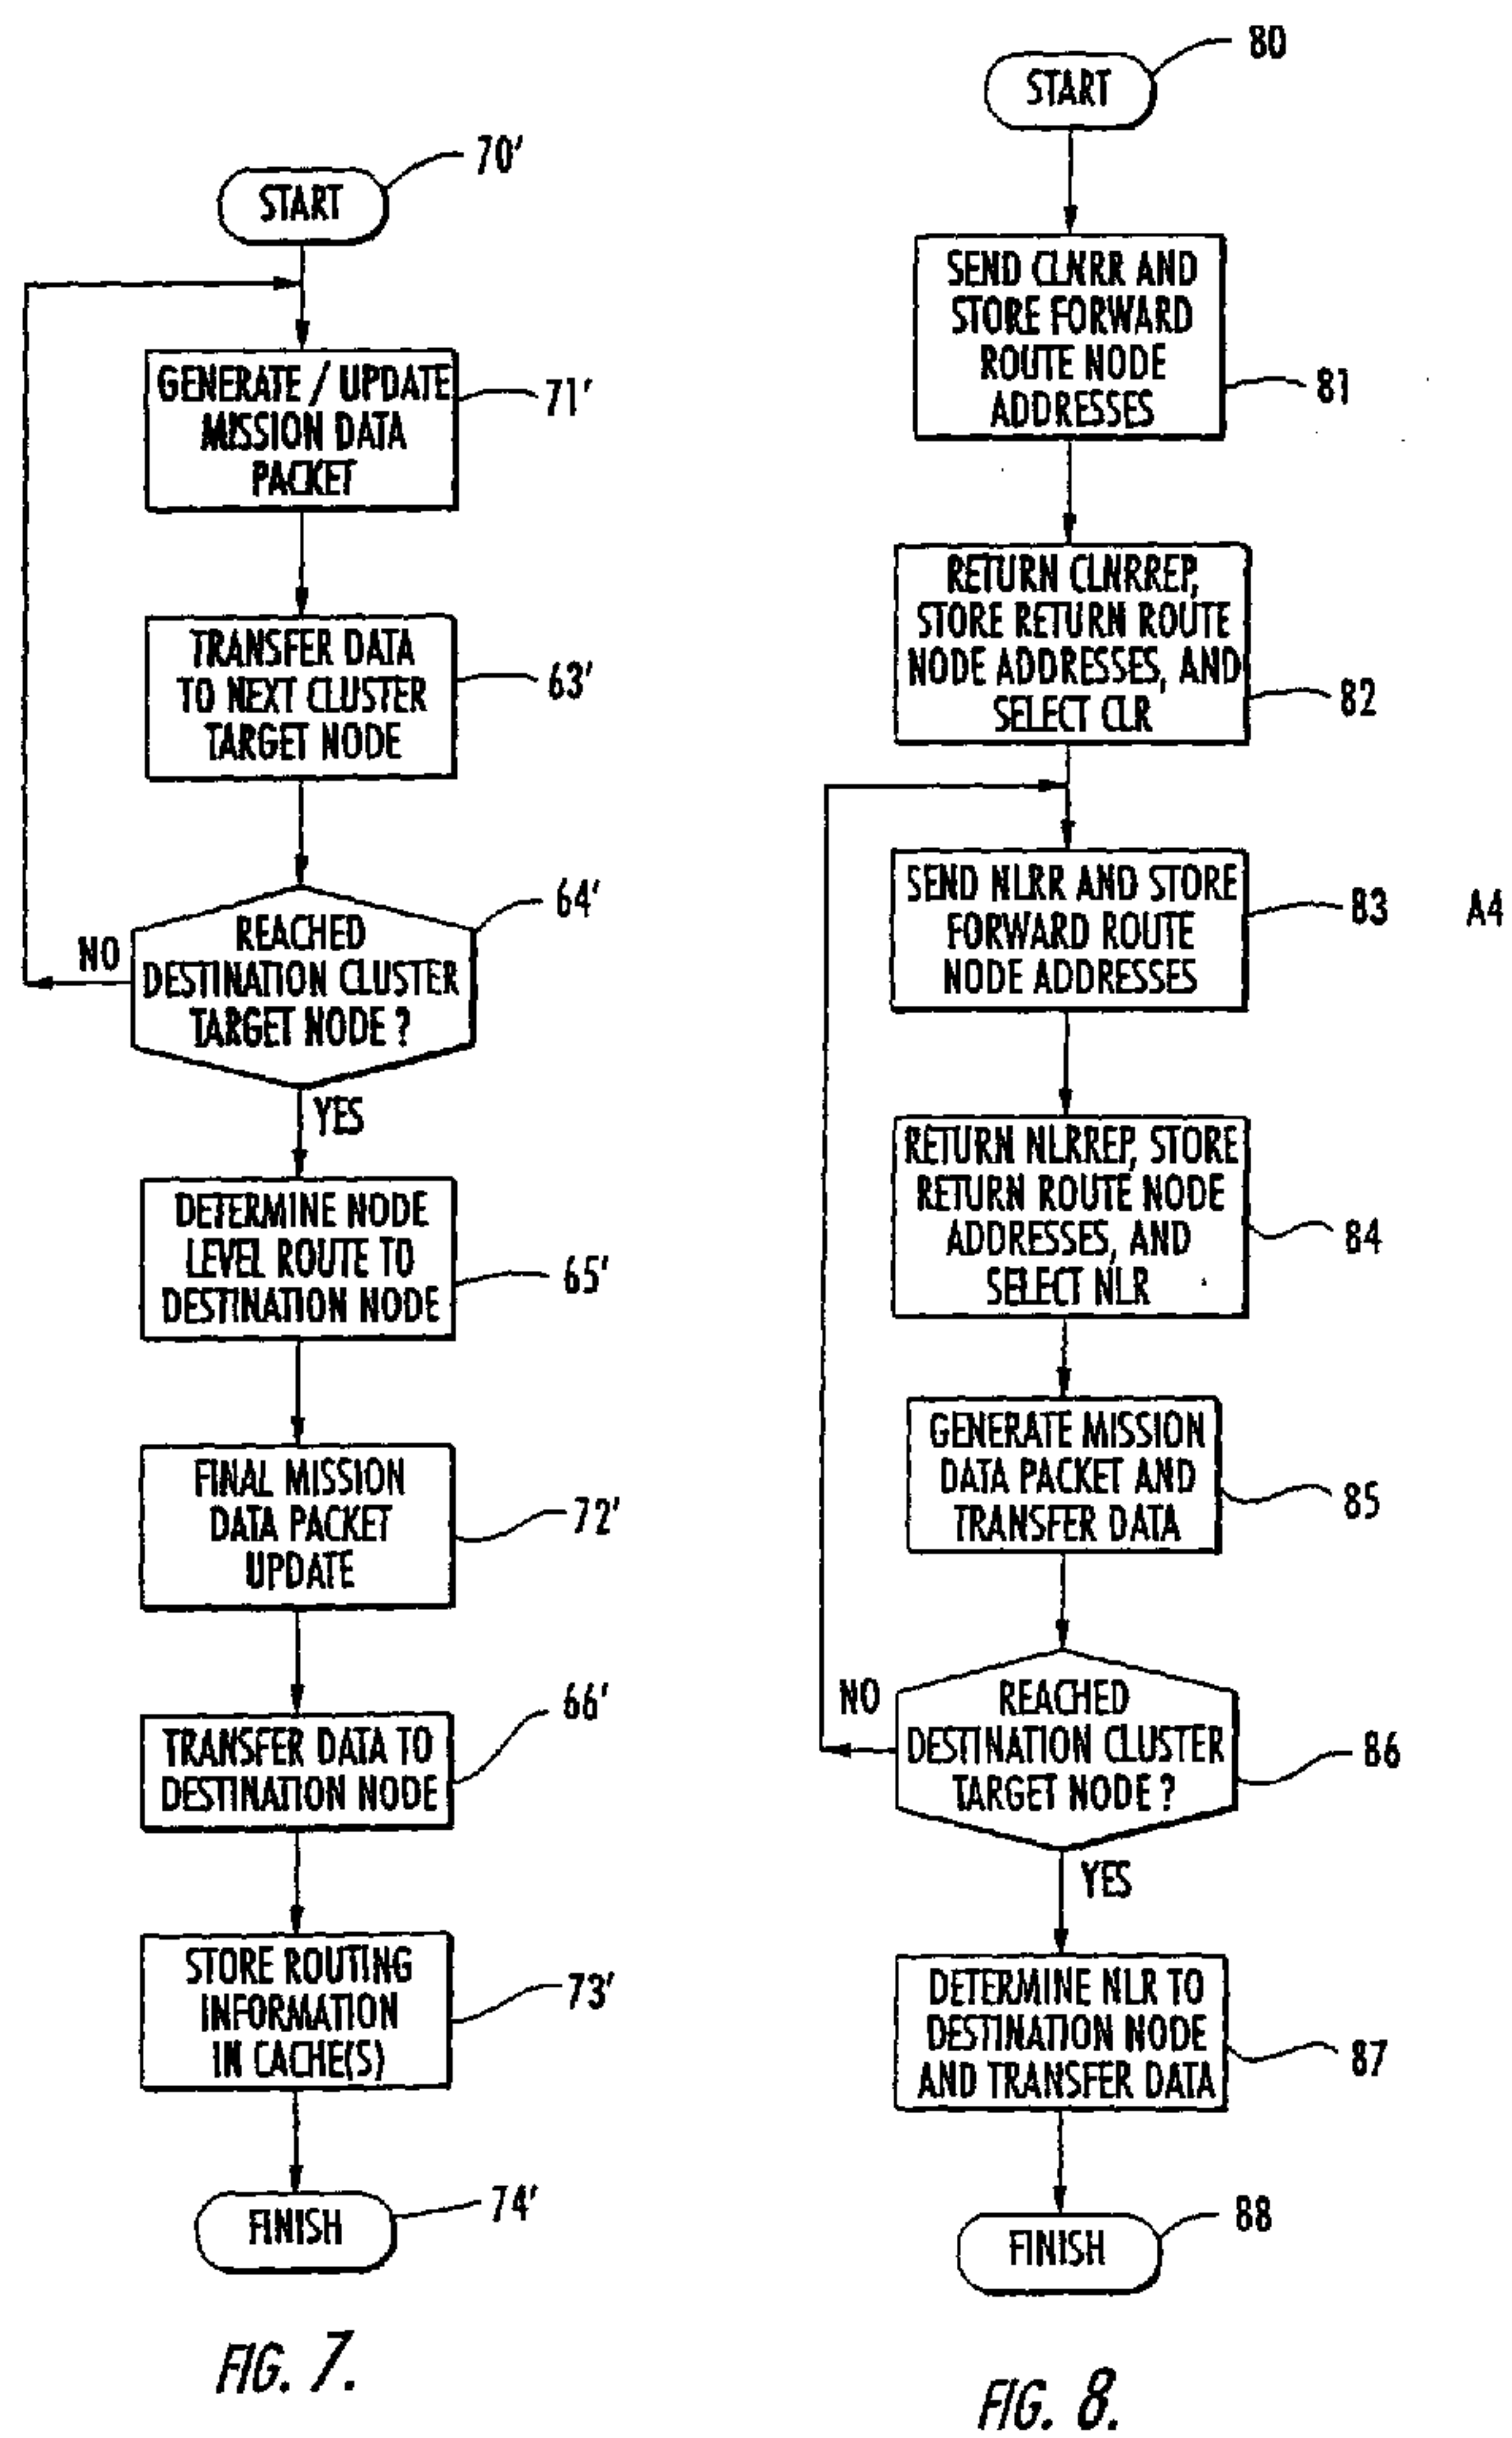 70'
START
GENERATE / UPDATE
MISSION DATA
PACKET
71'
TRANSFER DATA
TO NEXT CLUSTER
TARGET NODE
63'
REACHED
DESTINATION CLUSTER
TARGET NODE ?
64'
NO
YES
DETERMINE NODE
LEVEL ROUTE TO
DESTINATION NODE
65'
FINAL MISSION
DATA PACKET
UPDATE
72'
TRANSFER DATA TO
DESTINATION NODE
66'
STORE ROUTING
INFORMATION
IN CACHE(S)
73'
FINISH
74'
FIG. 7.
80
START
SEND CLNRR AND
STORE FORWARD
ROUTE NODE
ADDRESSES
81
RETURN CLNRREP,
STORE RETURN ROUTE
NODE ADDRESSES, AND
SELECT CLR
82
SEND NLRR AND STORE
FORWARD ROUTE
NODE ADDRESSES
83
A4
RETURN NLRREP, STORE
RETURN ROUTE NODE
ADDRESSES, AND
SELECT NLR
84
GENERATE MISSION
DATA PACKET AND
TRANSFER DATA
85
REACHED
DESTINATION CLUSTER
TARGET NODE ?
86
NO
YES
DETERMINE NLR TO
DESTINATION NODE
AND TRANSFER DATA
87
FINISH
88
FIG. 8.